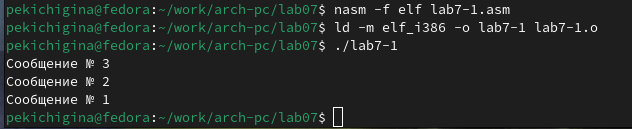 pekichigina@fedora:~/work/arch-pc/lab07$ nasm -f elf lab7-1.asm
pekichigina@fedora:~/work/arch-pc/lab07$ ld -m elf_i386 -o lab7-1 lab7-1.o
pekichigina@fedora:~/work/arch-pc/lab07$ ./lab7-1
Сообщение № 3
Сообщение № 2
Сообщение № 1
pekichigina@fedora:~/work/arch-pc/lab07$